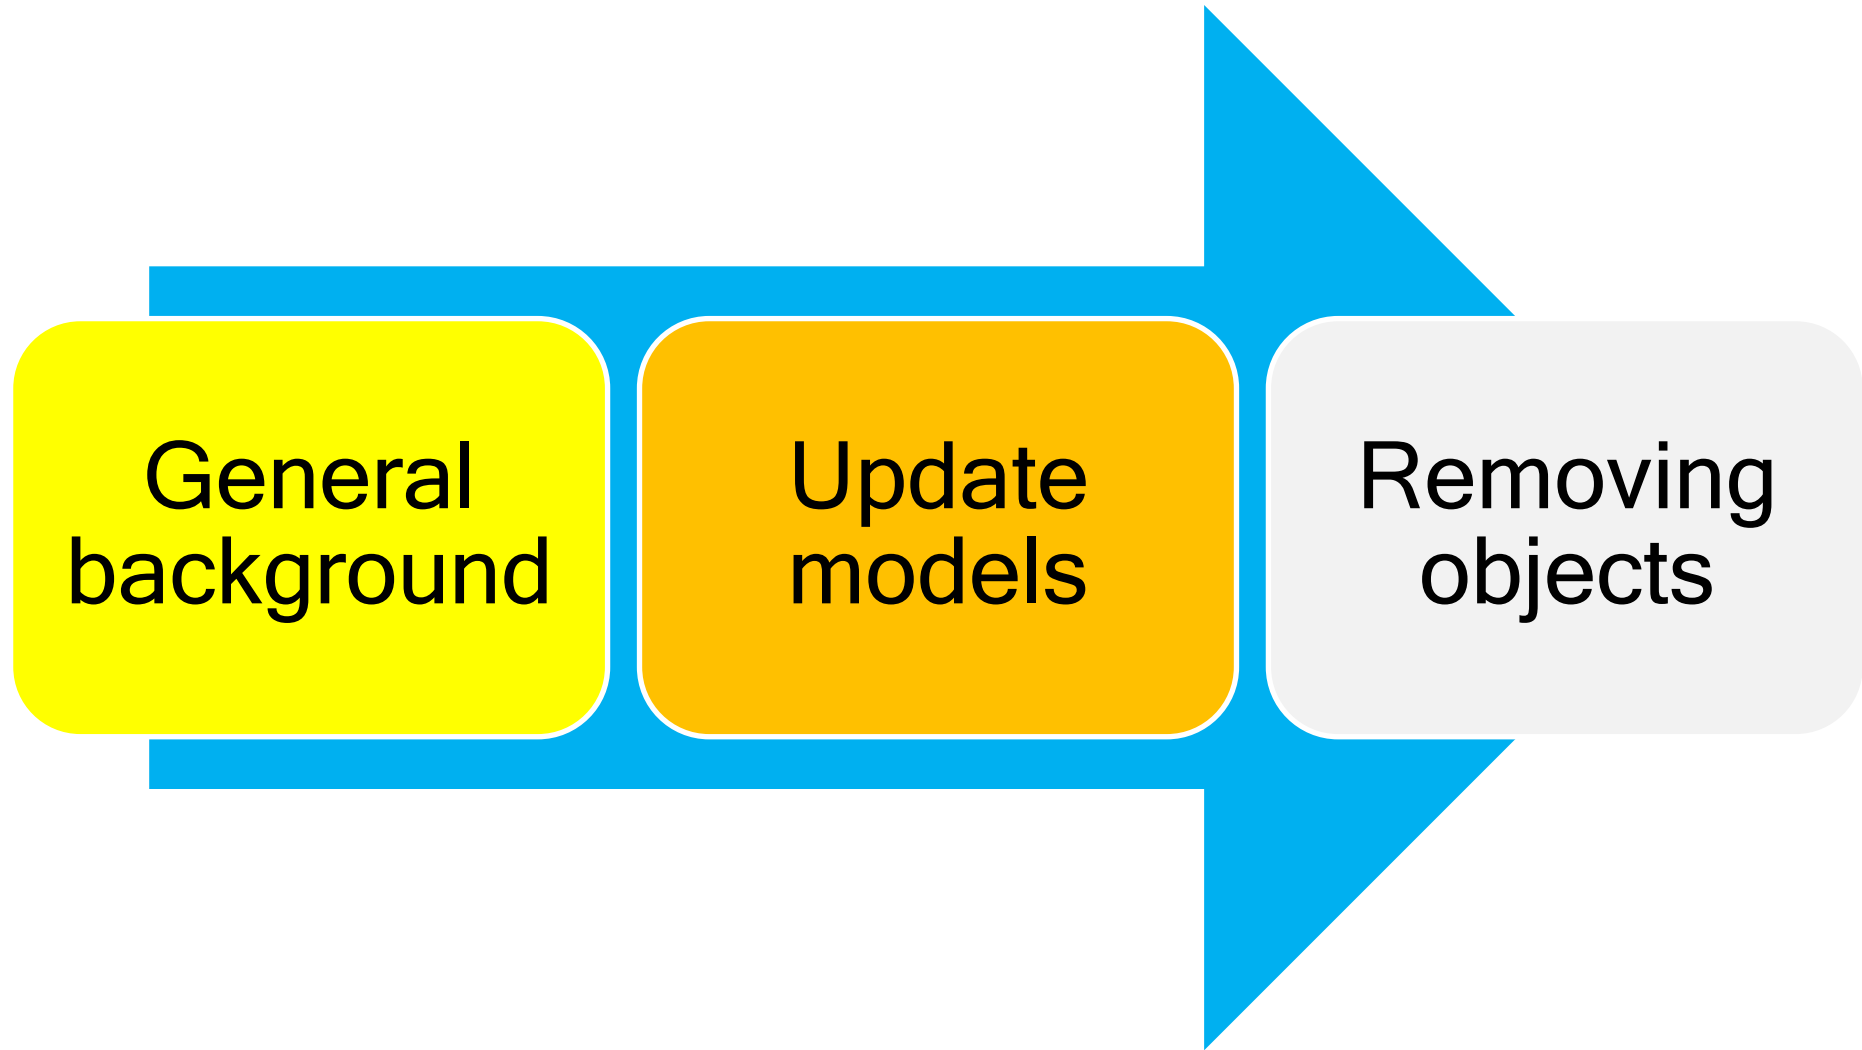 General
background
Update
models
Removing
objects